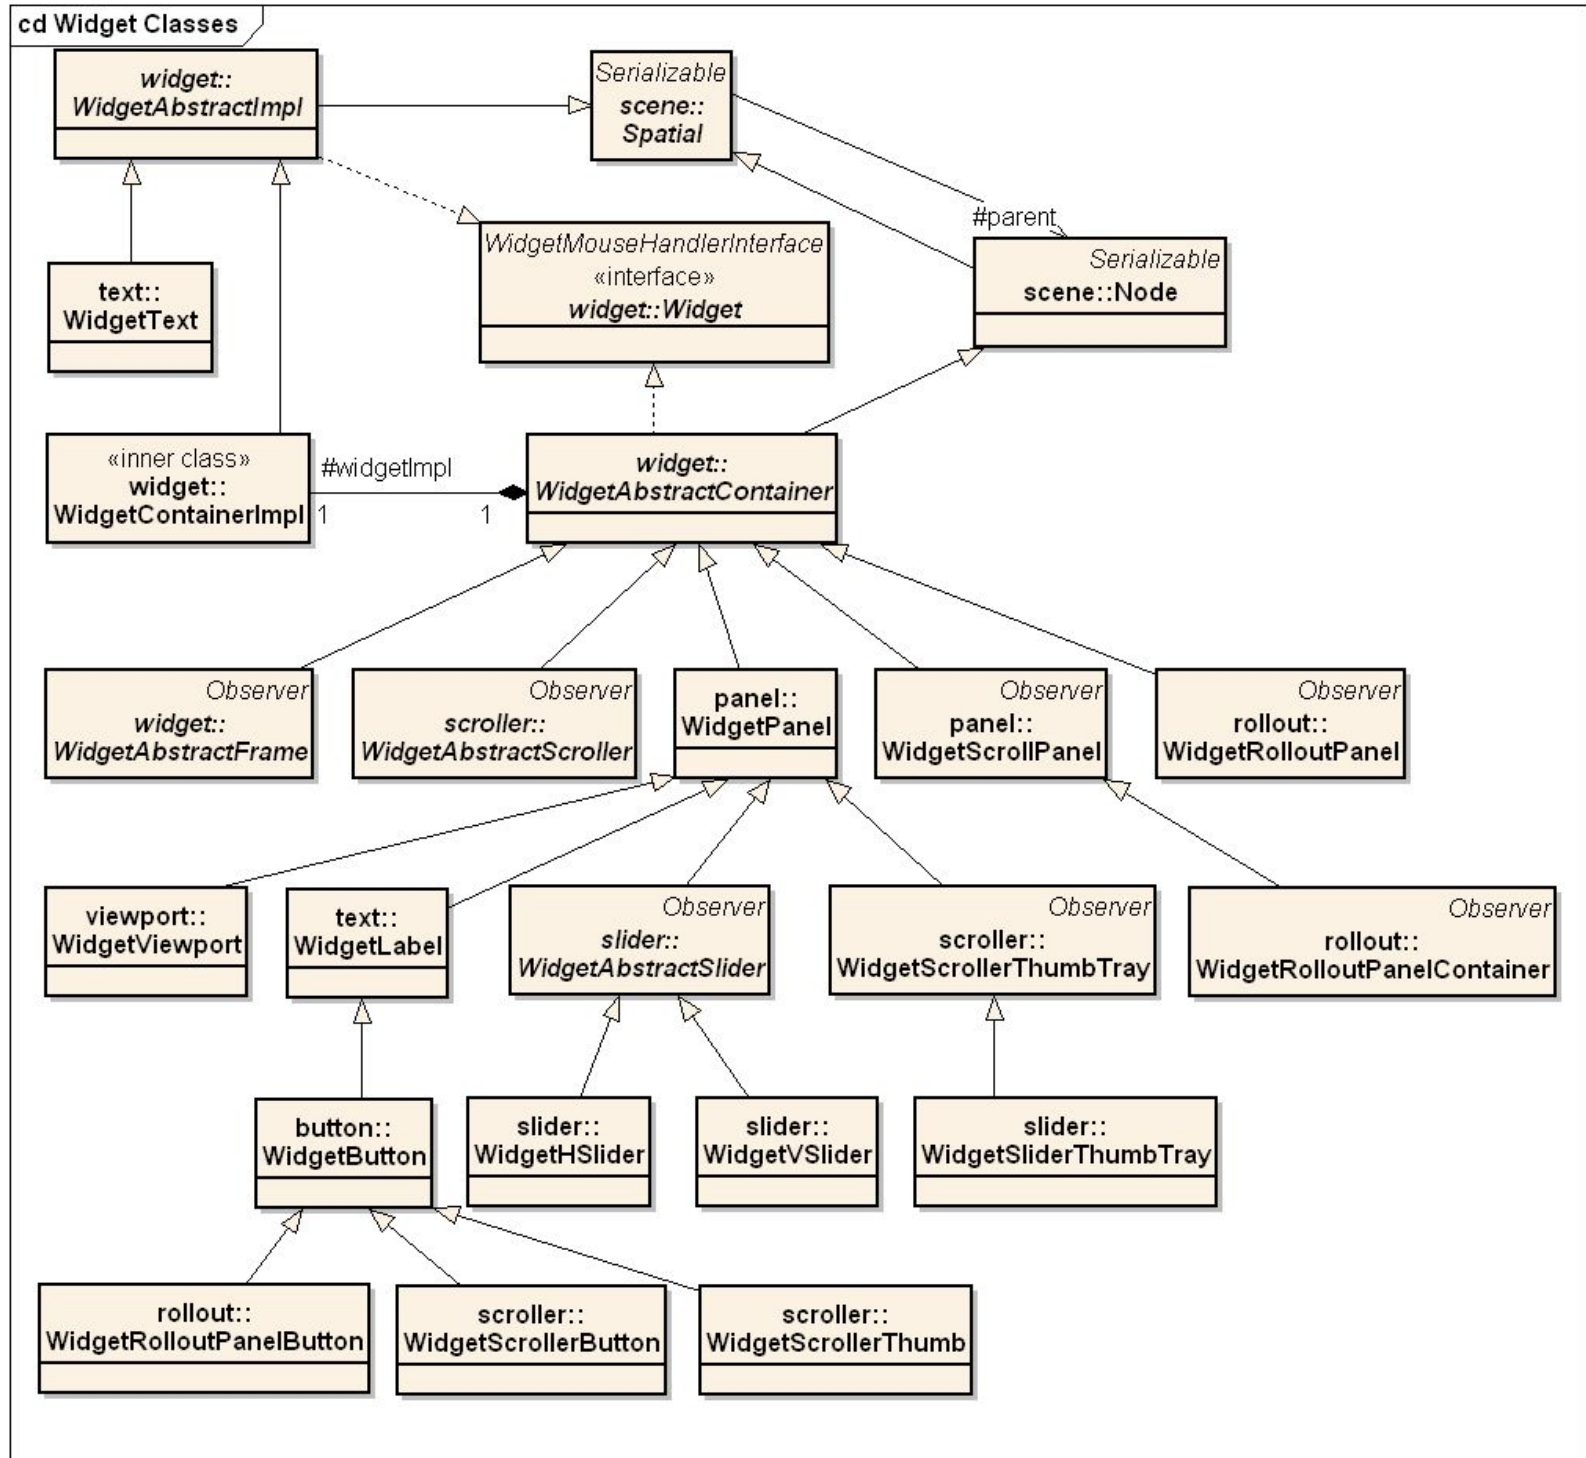 cd Widget Classes
widget::
WidgetAbstractImpl
Serializable
scene::
Spatial
#parent
WidgetMouseHandlerInterface
«interface»
widget::Widget
Serializable
scene::Node
text::
WidgetText
«inner class»
widget::
WidgetContainerImpl
#widgetImpl
1
1
widget::
WidgetAbstractContainer
Observer
widget::
WidgetAbstractFrame
Observer
scroller::
WidgetAbstractScroller
panel::
WidgetPanel
Observer
panel::
WidgetScrollPanel
Observer
rollout::
WidgetRolloutPanel
viewport::
WidgetViewport
text::
WidgetLabel
Observer
slider::
WidgetAbstractSlider
Observer
scroller::
WidgetScrollerThumbTray
Observer
rollout::
WidgetRolloutPanelContainer
button::
WidgetButton
slider::
WidgetHSlider
slider::
WidgetVSlider
slider::
WidgetSliderThumbTray
rollout::
WidgetRolloutPanelButton
scroller::
WidgetScrollerButton
scroller::
WidgetScrollerThumb